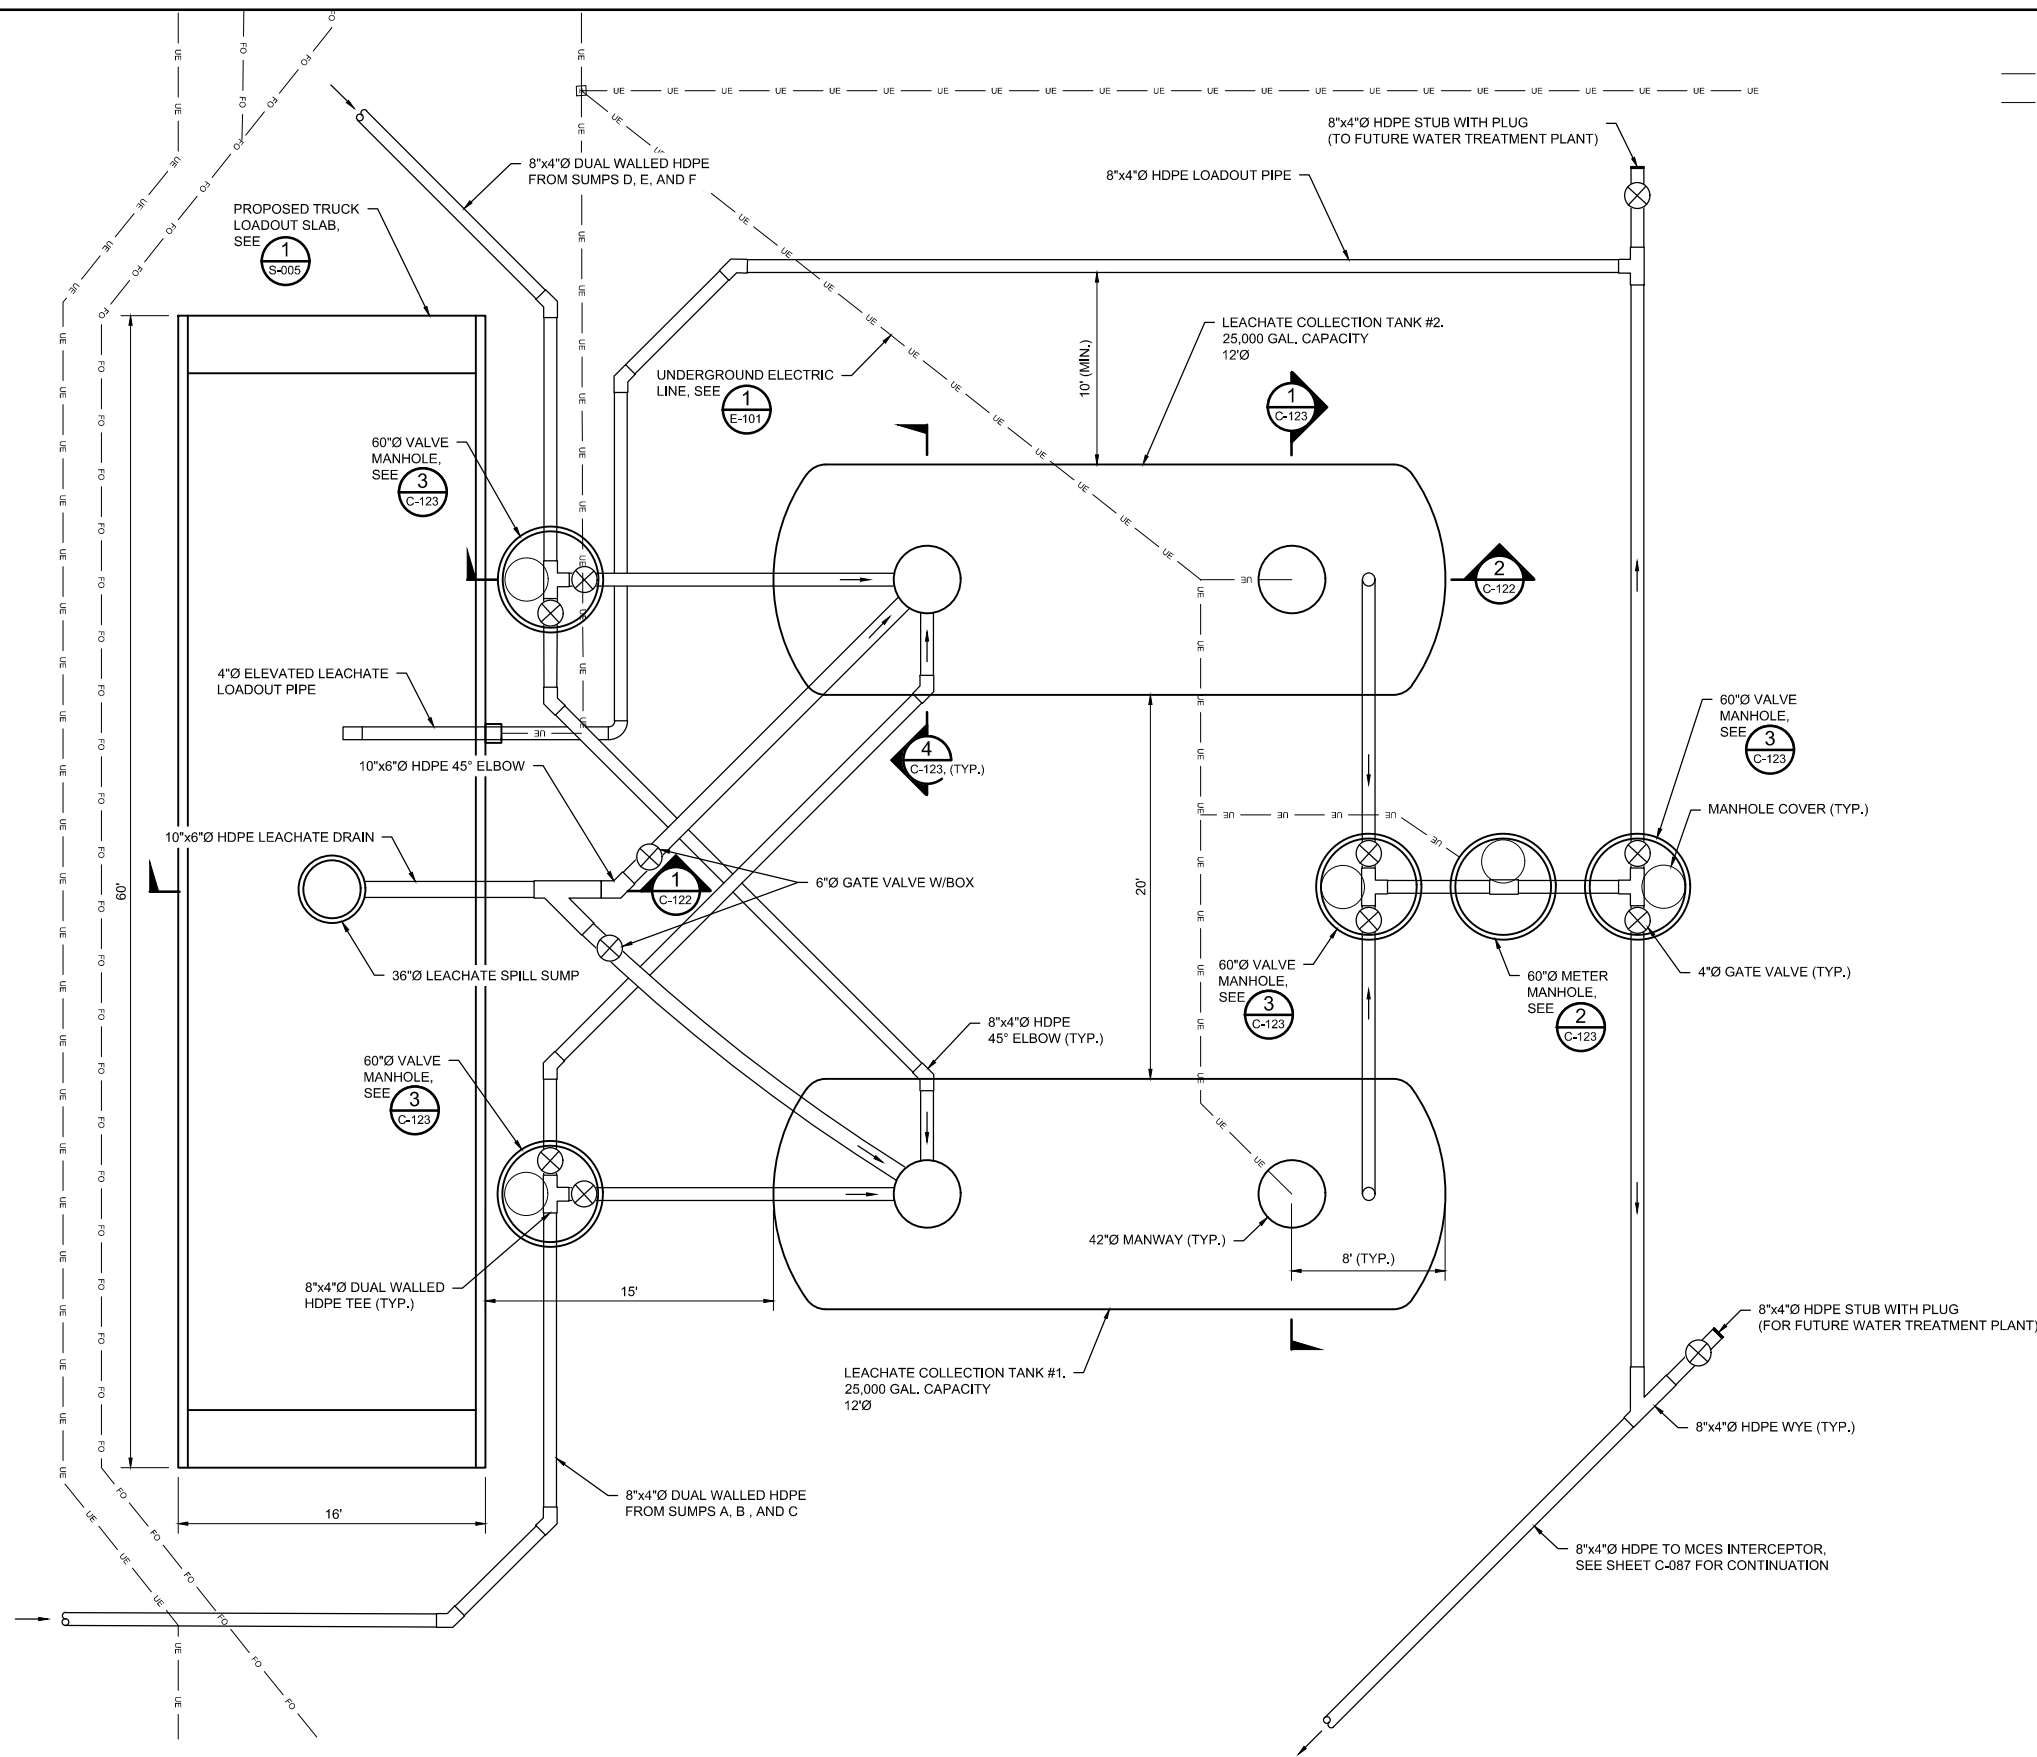 8"x4"Ø HDPE STUB WITH PLUG
(TO FUTURE WATER TREATMENT PLANT)
8"x4"Ø DUAL WALLED HDPE
FROM SUMPS D, E, AND F
8"x4"Ø HDPE LOADOUT PIPE
PROPOSED TRUCK
LOADOUT SLAB,
SEE
1
S-005
LEACHATE COLLECTION TANK #2.
25,000 GAL. CAPACITY
12'Ø
10' (MIN.)
UNDERGROUND ELECTRIC
LINE, SEE
1
E-101
1
C-123
60"Ø VALVE
MANHOLE,
SEE
3
C-123
2
C-122
4"Ø ELEVATED LEACHATE
LOADOUT PIPE
60"Ø VALVE
MANHOLE,
SEE
3
C-123
4
C-123, (TYP.)
10"x6"Ø HDPE 45° ELBOW
MANHOLE COVER (TYP.)
10"x6"Ø HDPE LEACHATE DRAIN
1
C-122
6"Ø GATE VALVE W/BOX
60'
20'
36"Ø LEACHATE SPILL SUMP
60"Ø VALVE
MANHOLE,
SEE
3
C-123
60"Ø METER
MANHOLE,
SEE
2
C-123
4"Ø GATE VALVE (TYP.)
8"x4"Ø HDPE
45° ELBOW (TYP.)
60"Ø VALVE
MANHOLE,
SEE
3
C-123
42"Ø MANWAY (TYP.)
8' (TYP.)
8"x4"Ø DUAL WALLED
HDPE TEE (TYP.)
15'
8"x4"Ø HDPE STUB WITH PLUG
(FOR FUTURE WATER TREATMENT PLANT)
LEACHATE COLLECTION TANK #1.
25,000 GAL. CAPACITY
12'Ø
8"x4"Ø HDPE WYE (TYP.)
8"x4"Ø DUAL WALLED HDPE
FROM SUMPS A, B , AND C
16'
8"x4"Ø HDPE TO MCES INTERCEPTOR,
SEE SHEET C-087 FOR CONTINUATION
UE
FO